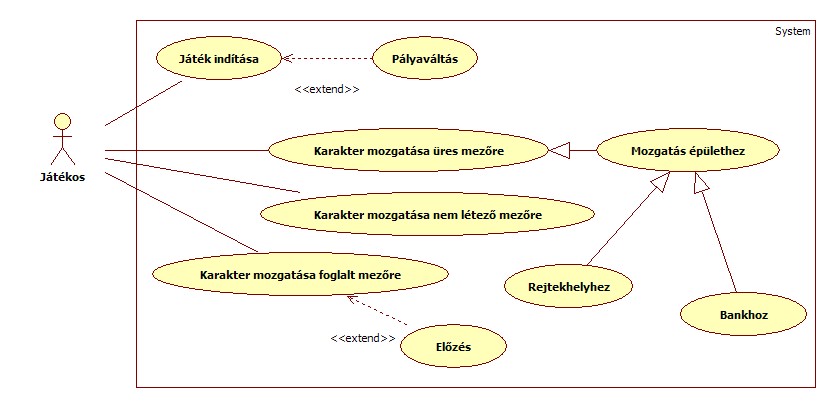 System
Játék indítása
Pályaváltás
<<extend>>
Játékos
Karakter mozgatása üres mezőre
Mozgatás épülethez
Karakter mozgatása nem létező mezőre
Karakter mozgatása foglalt mezőre
Rejtekhelyhez
Bankhoz
<<extend>>
Előzés